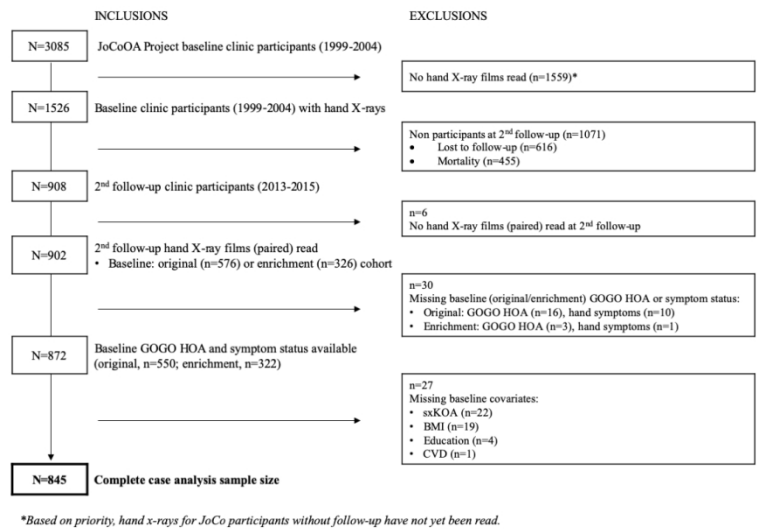 INCLUSIONS
EXCLUSIONS
N=3085
JoCoOA Project baseline clinic participants (1999-2004)
No hand X-ray films read (n=1559)*
N=1526
Baseline clinic participants (1999-2004) with hand X-rays
Non participants at 2nd follow-up (n=1071)
• Lost to follow-up (n=616)
• Mortality (n=455)
N=908
2nd follow-up clinic participants (2013-2015)
n=6
No hand X-ray films (paired) read at 2nd follow-up
N=902
2nd follow-up hand X-ray films (paired) read
• Baseline: original (n=576) or enrichment (n=326) cohort
n=30
Missing baseline (original/enrichment) GOGO HOA or symptom status:
• Original: GOGO HOA (n=16), hand symptoms (n=10)
• Enrichment: GOGO HOA (n=3), hand symptoms (n=1)
N=872
Baseline GOGO HOA and symptom status available
(original, n=550; enrichment, n=322)
n=27
Missing baseline covariates:
• sxKOA (n=22)
• BMI (n=19)
• Education (n=4)
• CVD (n=1)
N=845
Complete case analysis sample size
*Based on priority, hand x-rays for JoCo participants without follow-up have not yet been read.